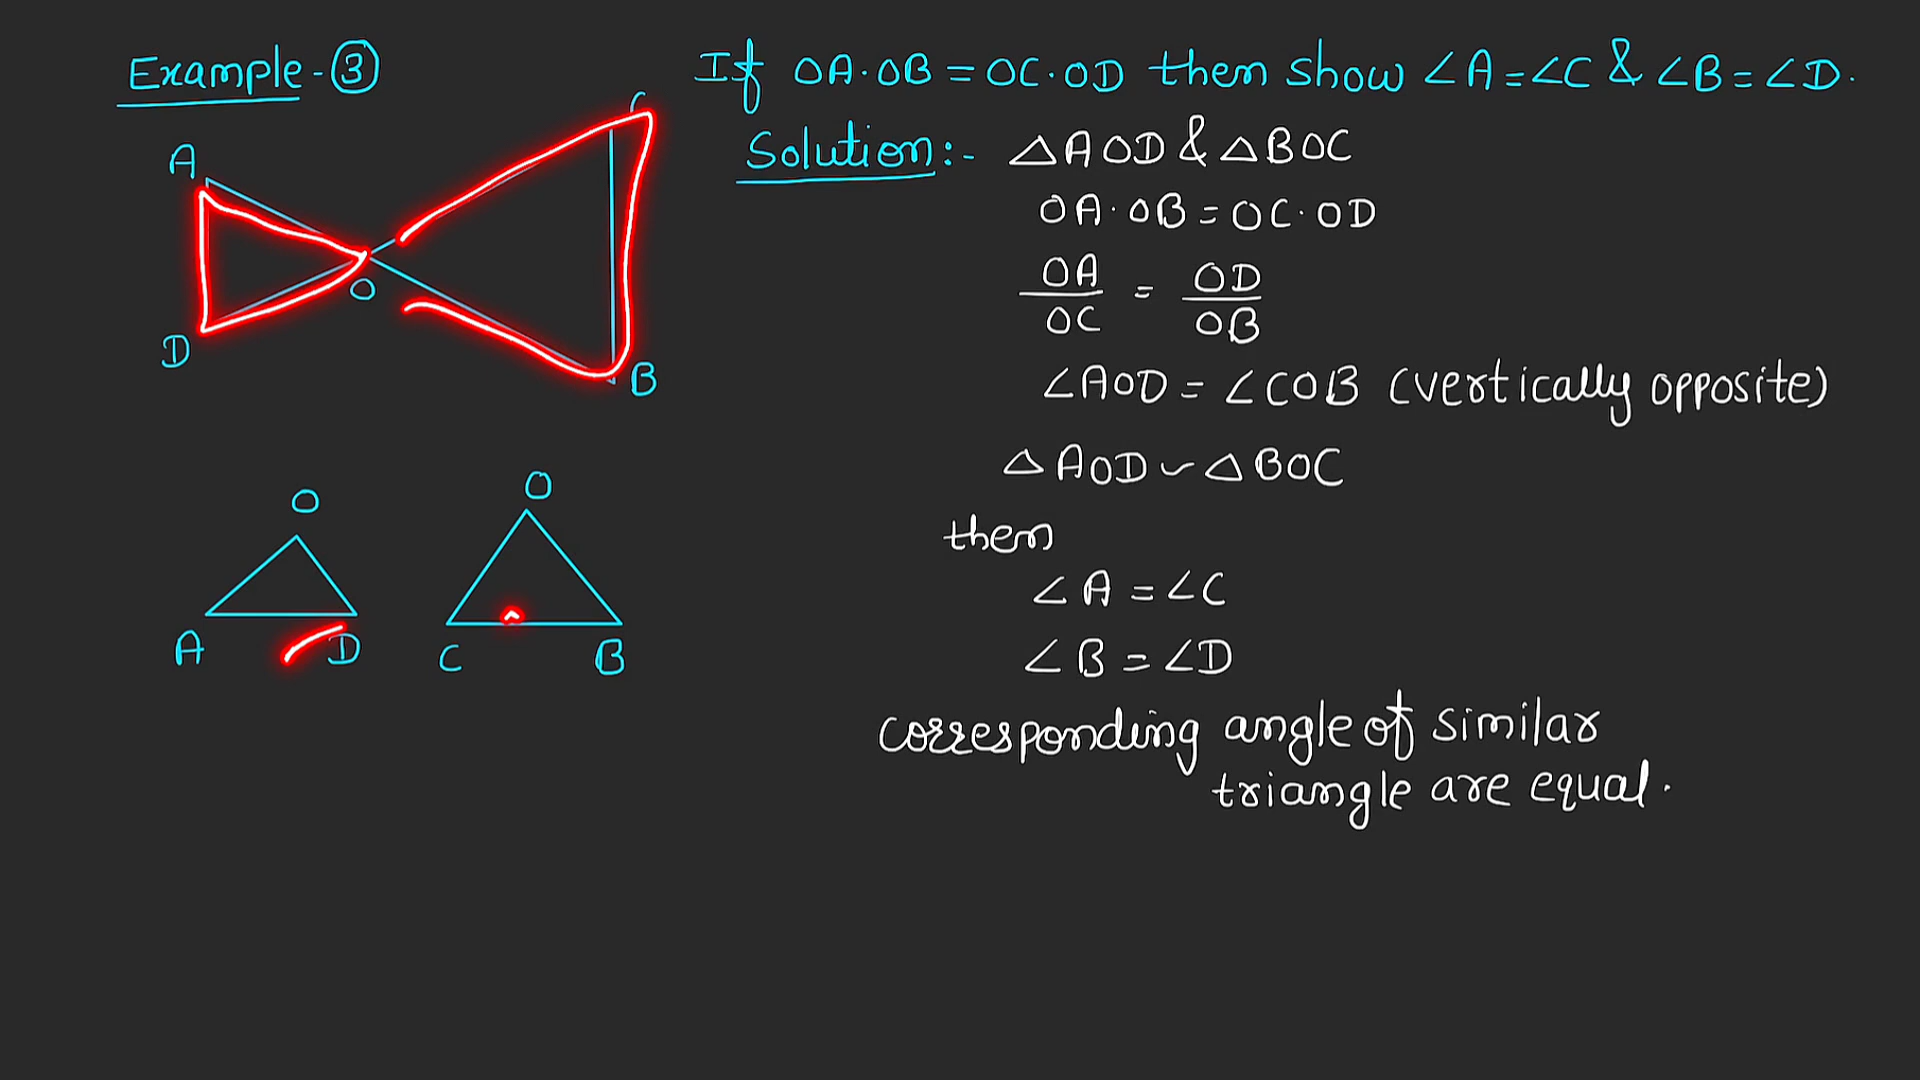 Example-③
If OA·OB=OC·OD then show ∠A=∠C & ∠B=∠D.
Solution:- △AOD & △BOC
OA·OB=OC·OD
OA/OC = OD/OB
∠AOD=∠COB (vertically opposite)
△AOD~△BOC
then
∠A=∠C
∠B=∠D
corresponding angle of similar
triangle are equal.
A
C
O
D
B
O
O
A
D
C
B